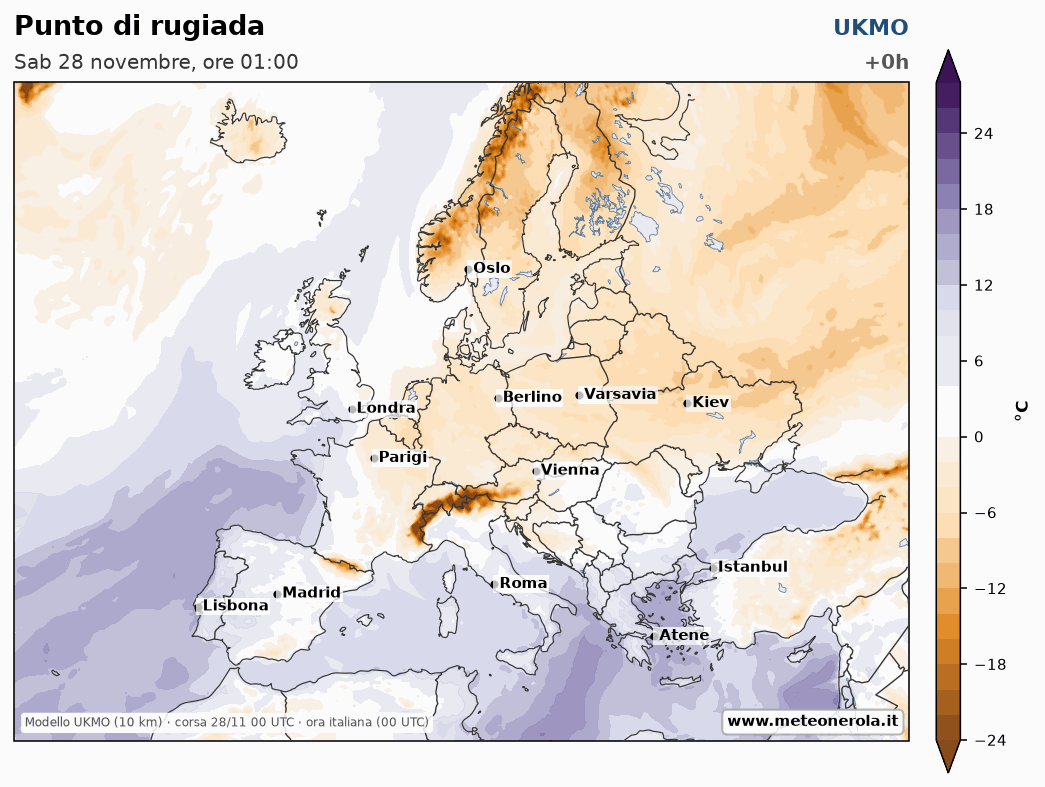 Punto di rugiada
UKMO
Sab 28 novembre, ore 01:00
+0h
Oslo
Londra
Berlino
Varsavia
Kiev
Parigi
Vienna
Istanbul
Roma
Madrid
Lisbona
Atene
Modello UKMO (10 km) · corsa 28/11 00 UTC · ora italiana (00 UTC)
www.meteonerola.it
24
18
12
6
0
−6
−12
−18
−24
°C